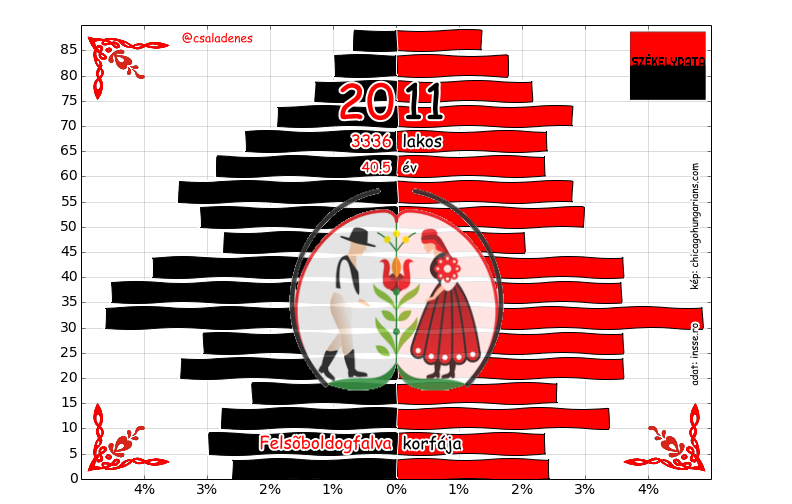 @csaladenes
SZÉKELYDATA
2011
3336 lakos
40.5 év
kép: chicagohungarians.com
adat: insse.ro
Felsőboldogfalva korfája
85
80
75
70
65
60
55
50
45
40
35
30
25
20
15
10
5
0
4% 3% 2% 1% 0% 1% 2% 3% 4%